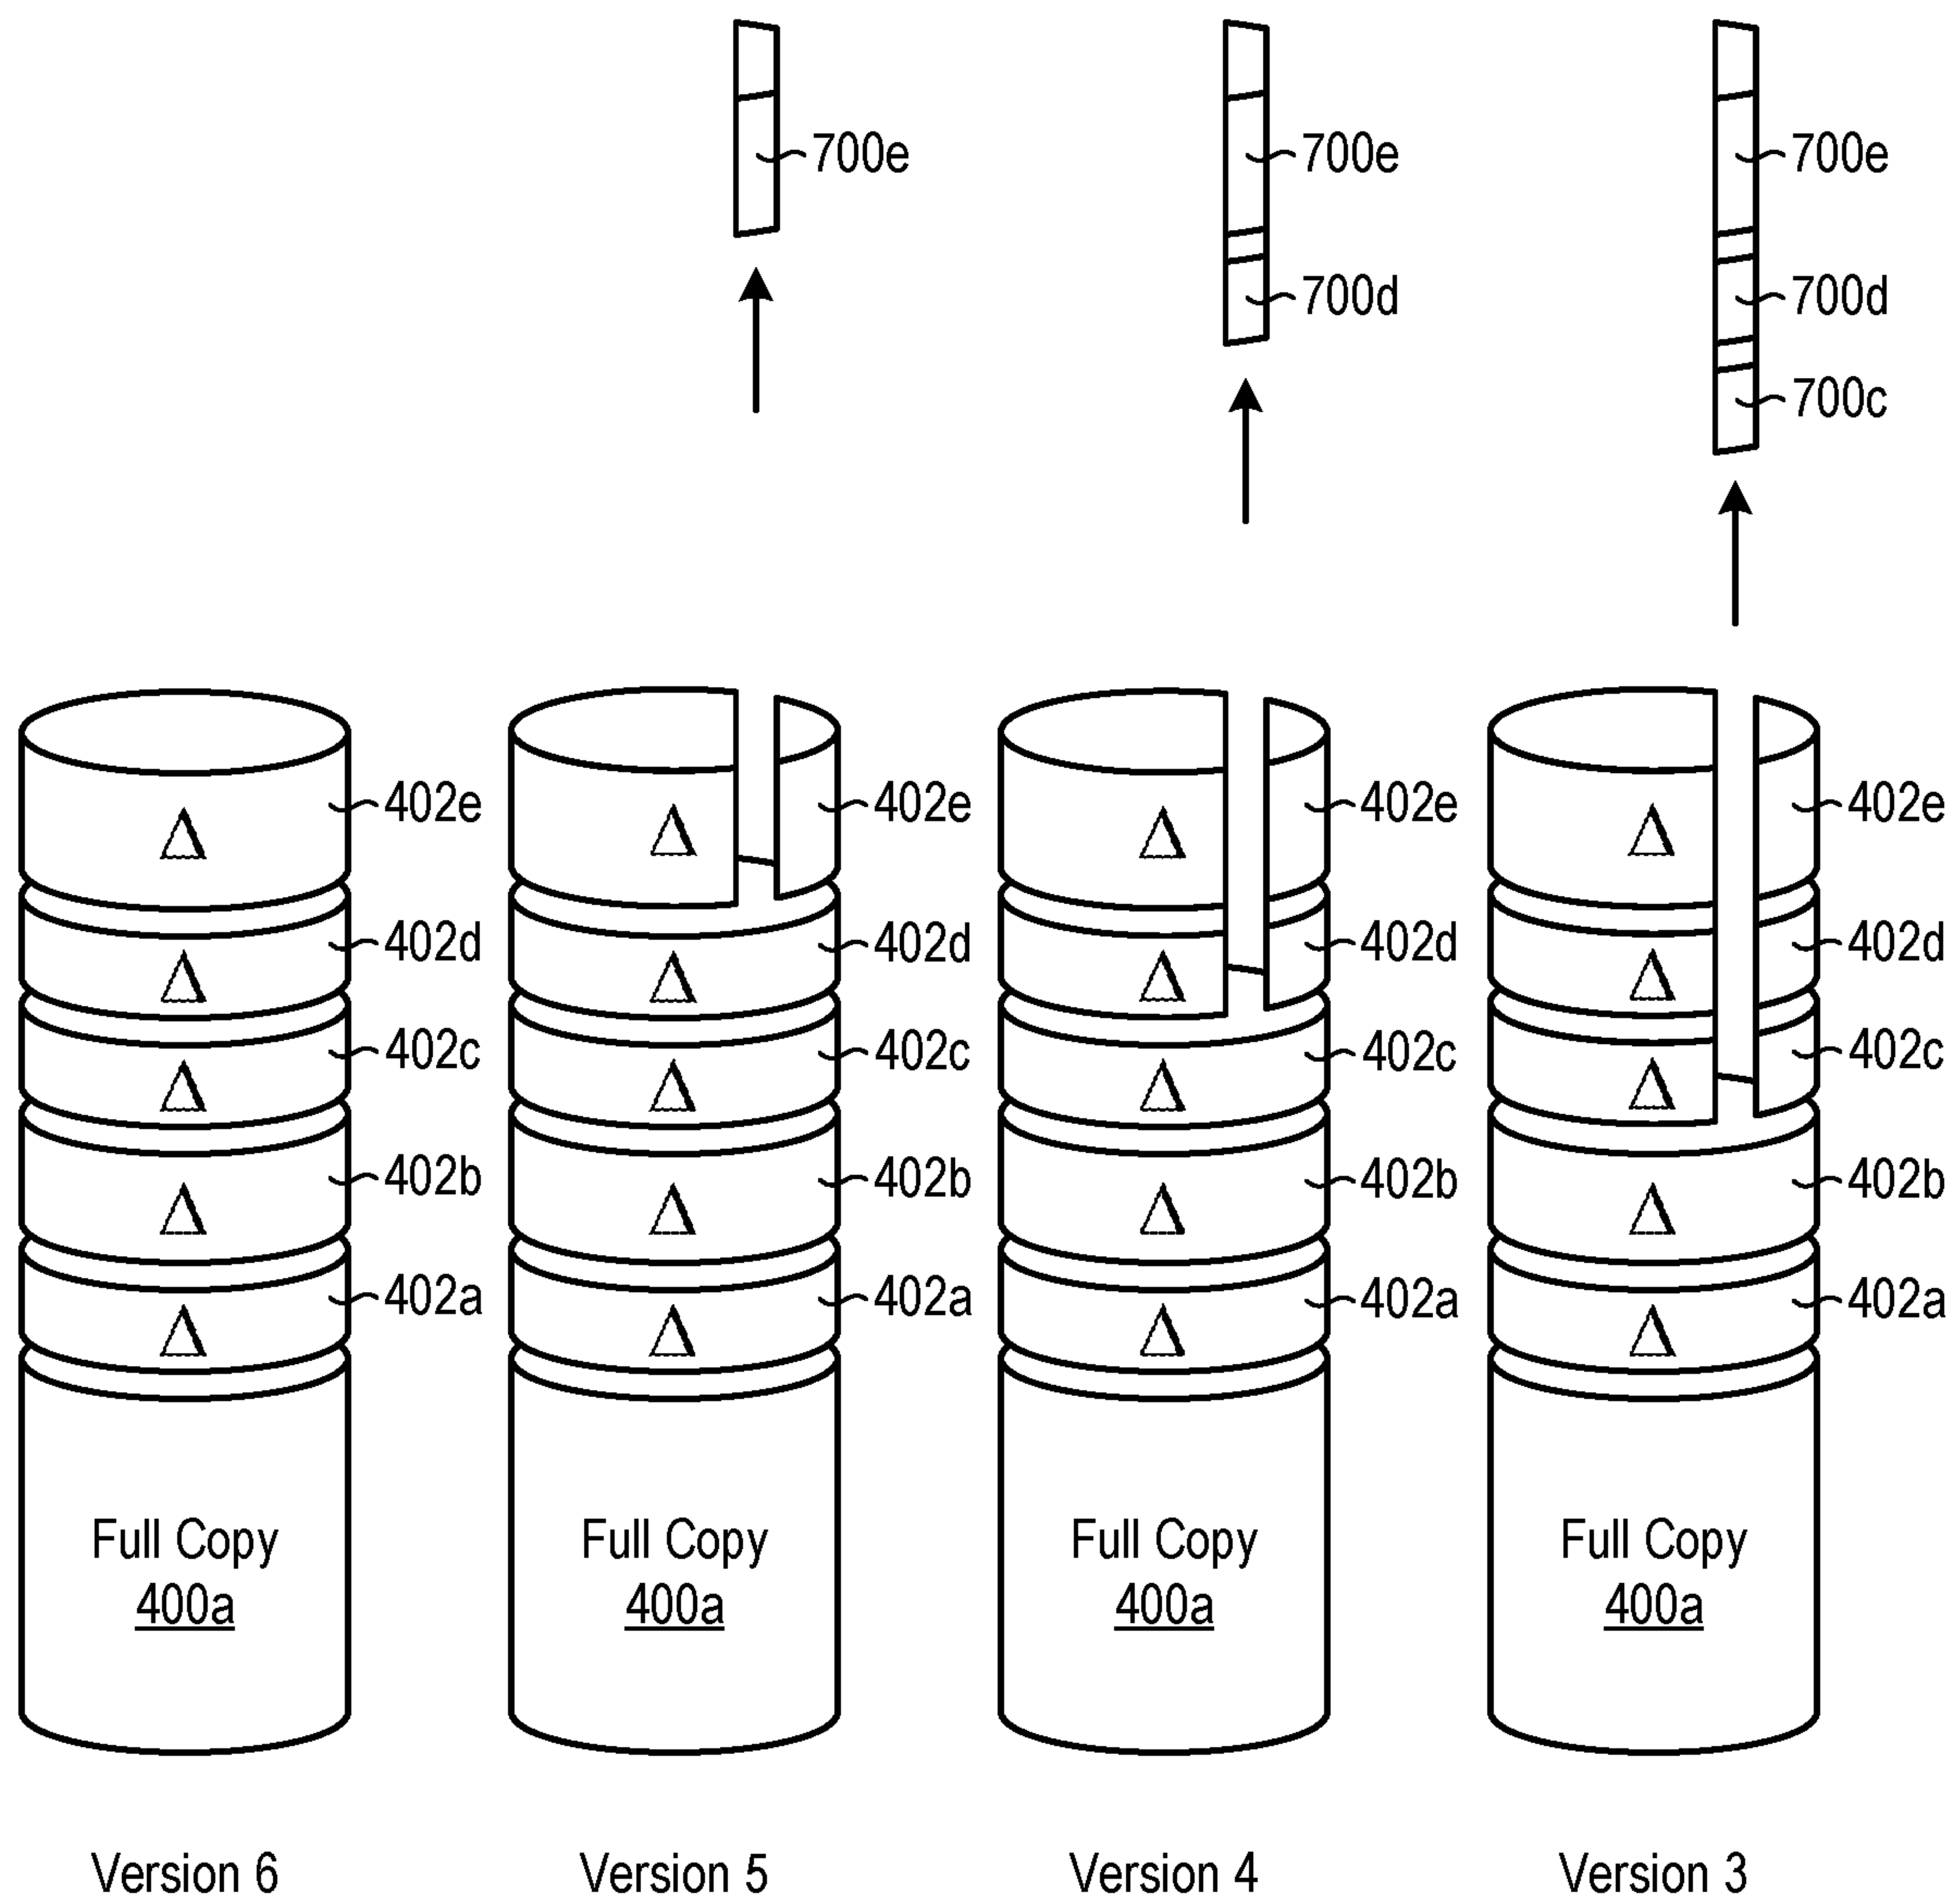 700e 700e 700e
700d 700d
700c
402e 402e 402e 402e
Δ Δ Δ Δ
402d 402d 402d 402d
Δ Δ Δ Δ
402c 402c 402c 402c
Δ Δ Δ Δ
402b 402b 402b 402b
Δ Δ Δ Δ
402a 402a 402a 402a
Δ Δ Δ Δ
Full Copy Full Copy Full Copy Full Copy
400a 400a 400a 400a
Version 6 Version 5 Version 4 Version 3